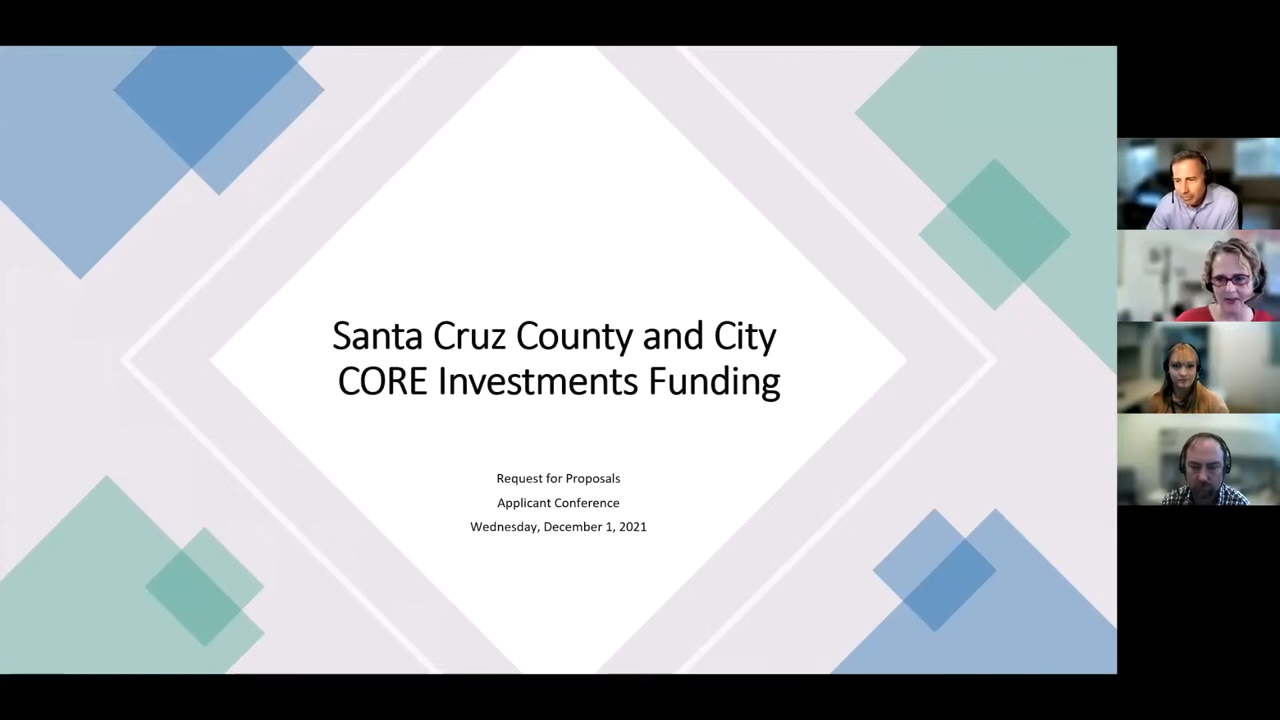 Santa Cruz County and City
CORE Investments Funding
Request for Proposals
Applicant Conference
Wednesday, December 1, 2021